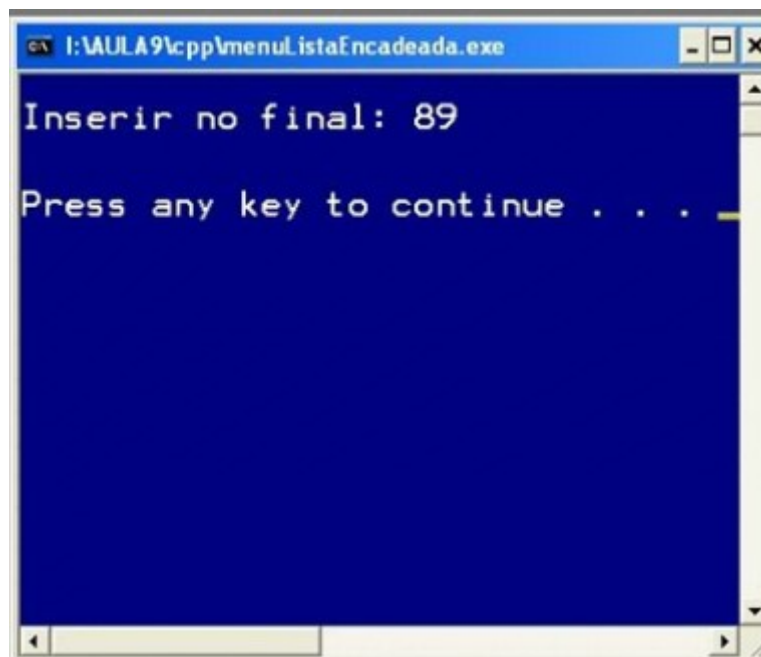 I:\AULA9\cpp\menuListaEncadeada.exe
Inserir no final: 89
Press any key to continue . . .